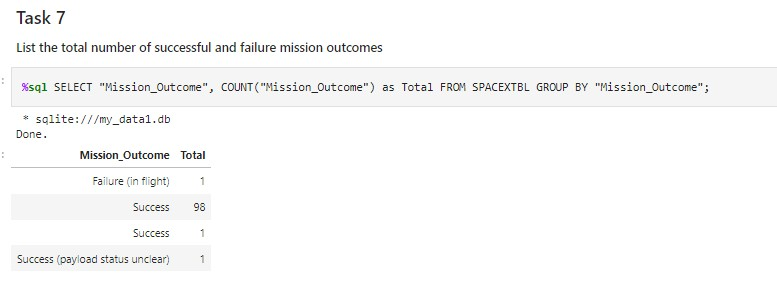 Task 7
List the total number of successful and failure mission outcomes
: %sql SELECT "Mission_Outcome", COUNT("Mission_Outcome") as Total FROM SPACEXTBL GROUP BY "Mission_Outcome";
* sqlite:///my_data1.db
Done.
: Mission_Outcome Total
Failure (in flight) 1
Success 98
Success 1
Success (payload status unclear) 1